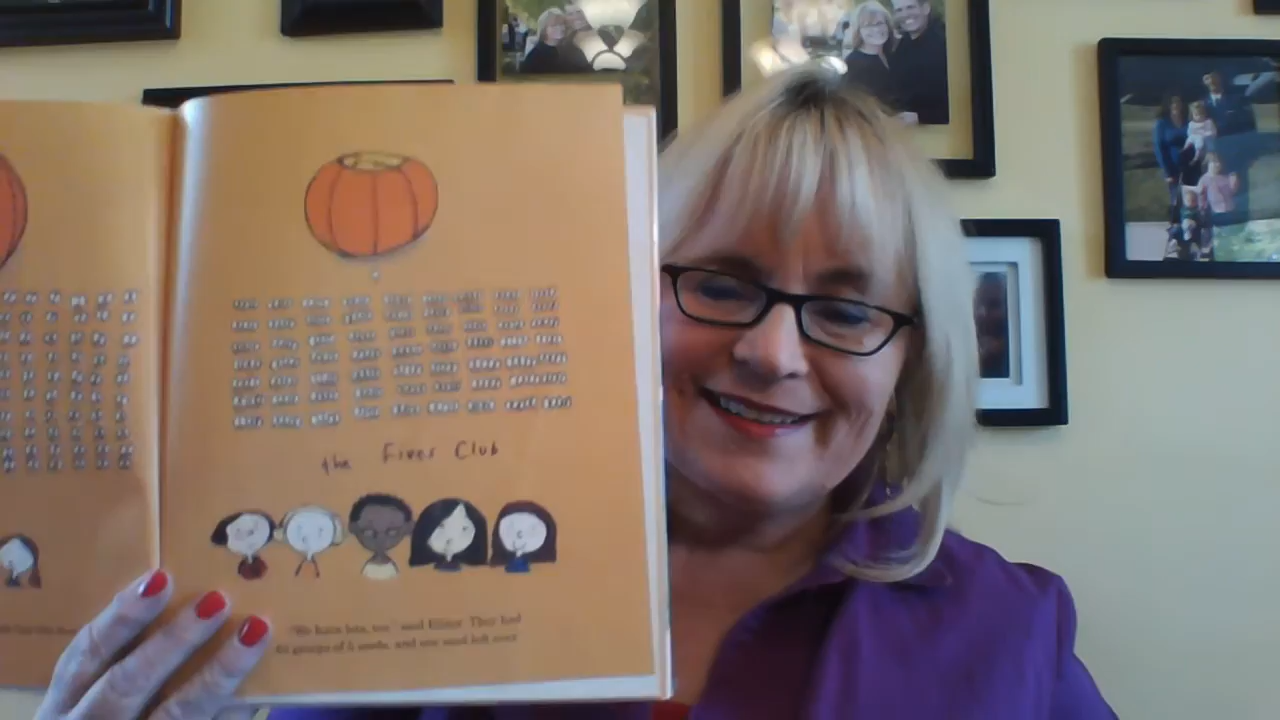 the Fives Club
"We have lots, too," said Elinor. They had
groups of 5 seeds, and one seed left over.